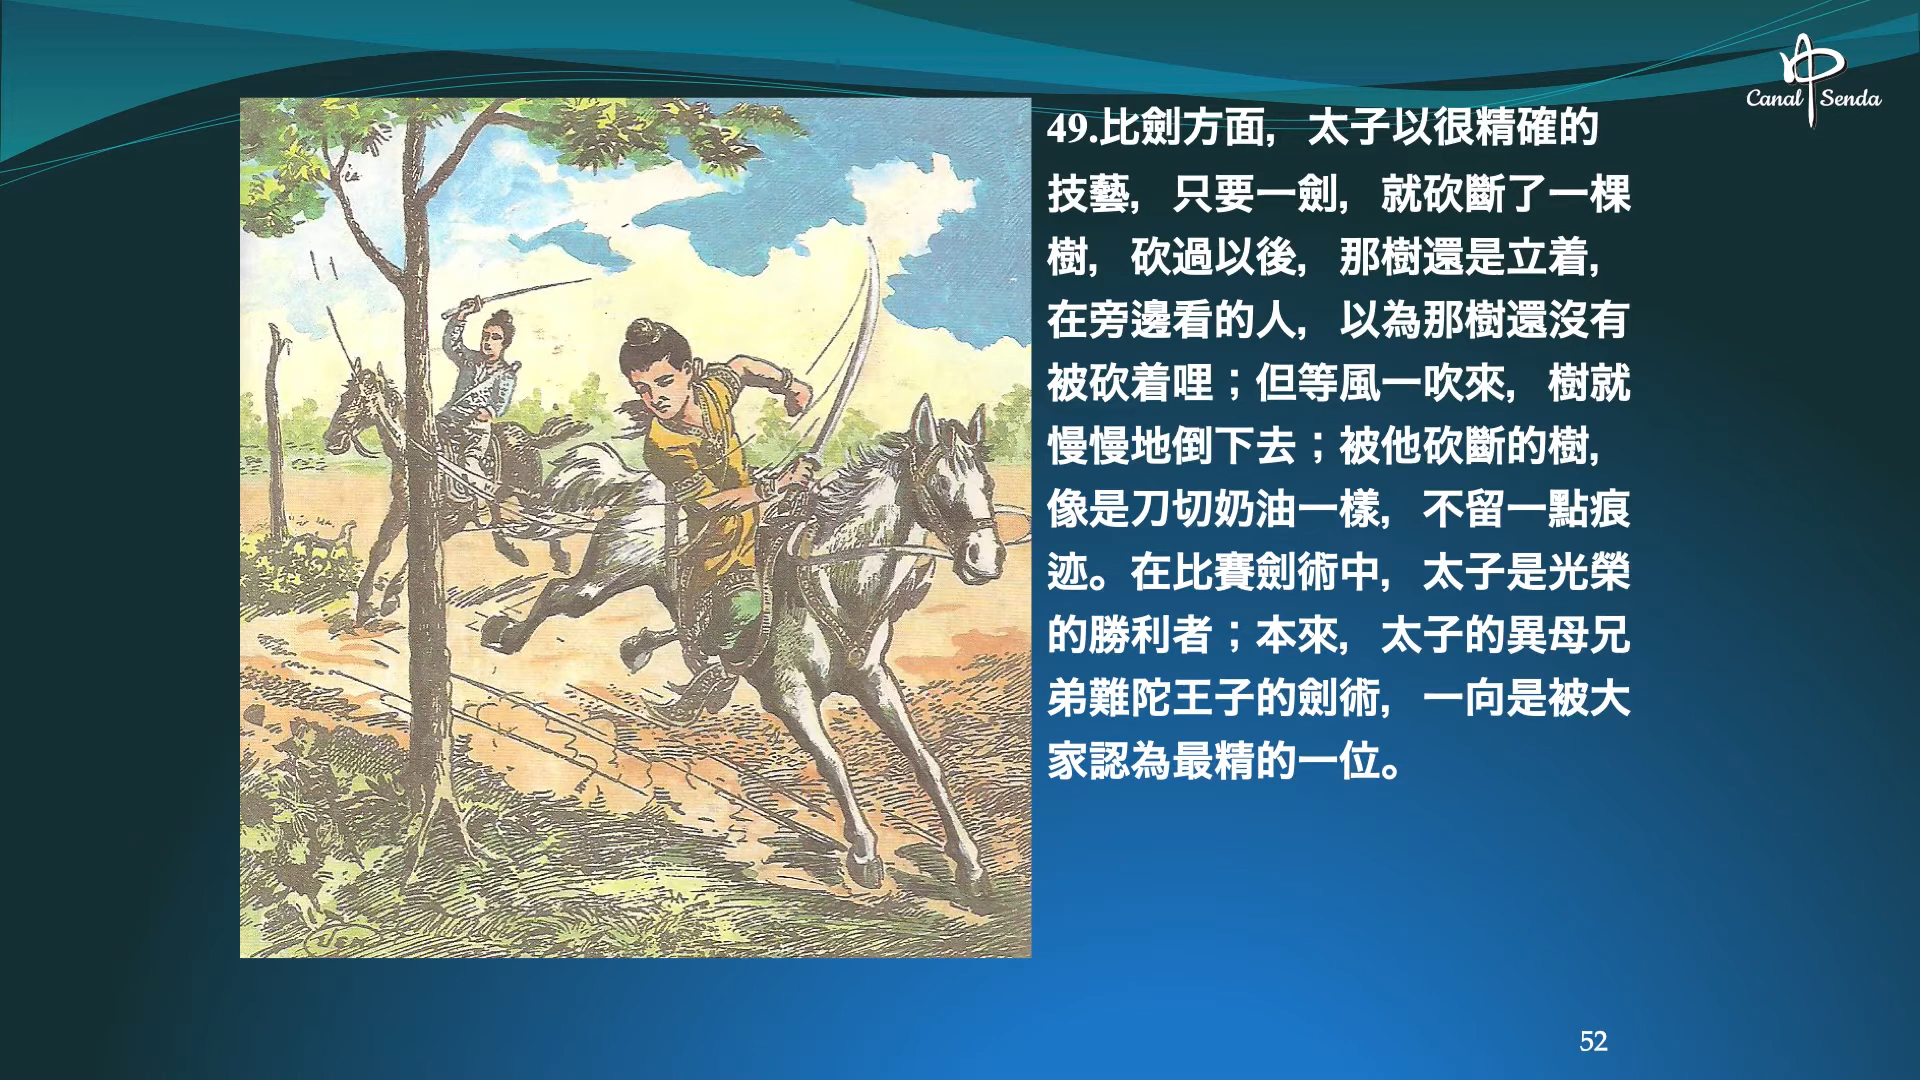 Canal Senda
49.比劍方面，太子以很精確的
技藝，只要一劍，就砍斷了一棵
樹，砍過以後，那樹還是立着，
在旁邊看的人，以為那樹還沒有
被砍着哩；但等風一吹來，樹就
慢慢地倒下去；被他砍斷的樹，
像是刀切奶油一樣，不留一點痕
迹。在比賽劍術中，太子是光榮
的勝利者；本來，太子的異母兄
弟難陀王子的劍術，一向是被大
家認為最精的一位。
52